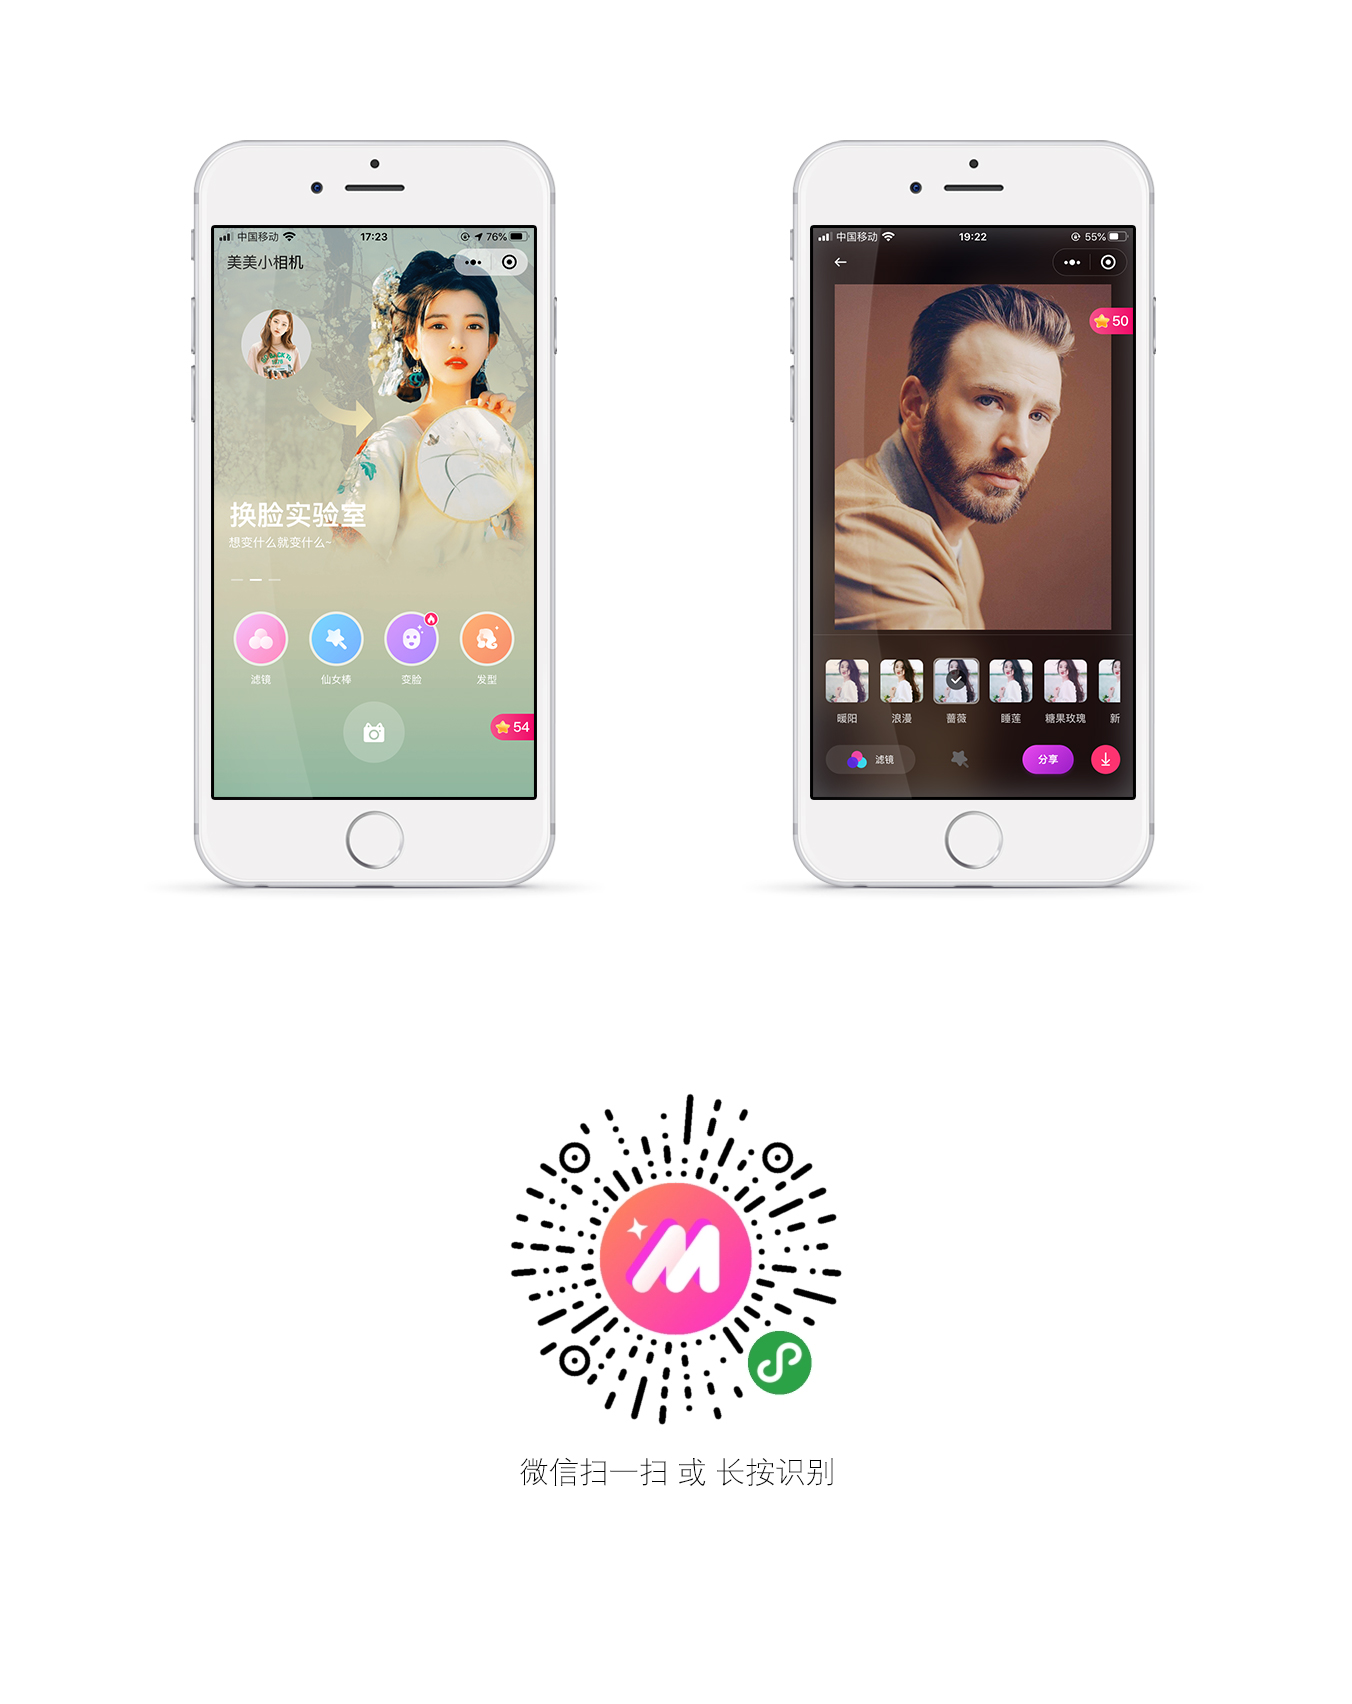 中国移动 17:23 76%
美美小相机
换脸实验室
想变什么就变什么~
滤镜 仙女棒 变脸 发型
54
中国移动 19:22 55%
50
暖阳 浪漫 蔷薇 睡莲 糖果玫瑰 新
滤镜 分享
微信扫一扫 或 长按识别